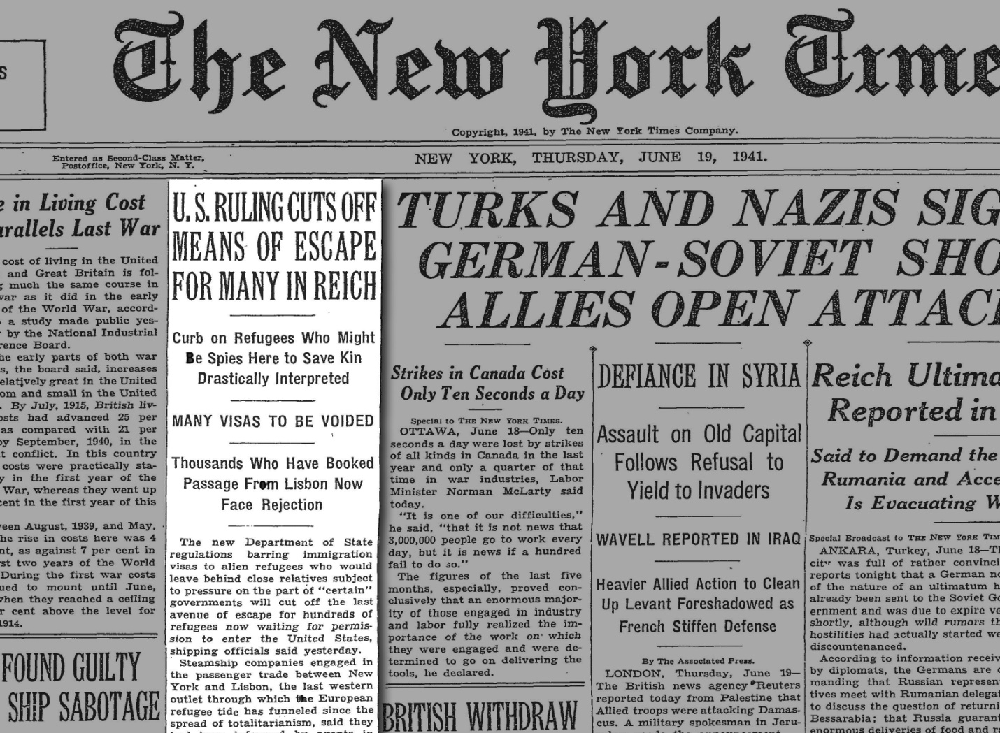 S
The New York Time
Copyright, 1941, by The New York Times Company.
Entered as Second-Class Matter,
Postoffice, New York, N. Y.
NEW YORK, THURSDAY, JUNE 19, 1941.
e in Living Cost
arallels Last War
cost of living in the United
and Great Britain is fol-
g much the same course in
war as it did in the early
of the World War, accord-
a study made public yes-
by the National Industrial
rence Board.
he early parts of both war
s, the board said, increases
elatively great in the United
om and small in the United
. By July, 1915, British liv-
osts had advanced 25 per
as compared with 21 per
by September, 1940, in the
t conflict. In this country
costs were practically sta-
y in the first year of the
War, whereas they went up
cent in the first year of this
veen August, 1939, and May,
he rise in costs here was 4
nt, as against 7 per cent in
rst two years of the World
During the first war costs
ued to mount until June,
when they reached a ceiling
r cent above the level for
1914.
FOUND GUILTY
SHIP SABOTAGE
U. S. RULING CUTS OFF
MEANS OF ESCAPE
FOR MANY IN REICH
Curb on Refugees Who Might
Be Spies Here to Save Kin
Drastically Interpreted
MANY VISAS TO BE VOIDED
Thousands Who Have Booked
Passage From Lisbon Now
Face Rejection
The new Department of State
regulations barring immigration
visas to alien refugees who would
leave behind close relatives subject
to pressure on the part of "certain"
governments will cut off the last
avenue of escape for hundreds of
refugees now waiting for permis-
sion to enter the United States,
shipping officials said yesterday.
Steamship companies engaged in
the passenger trade between New
York and Lisbon, the last western
outlet through which the European
refugee tide has funneled since the
spread of totalitarianism, said they
TURKS AND NAZIS SIG
GERMAN-SOVIET SHO
ALLIES OPEN ATTAC
Strikes in Canada Cost
Only Ten Seconds a Day
Special to THE NEW YORK TIMES.
OTTAWA, June 18—Only ten
seconds a day were lost by strikes
of all kinds in Canada in the last
year and only a quarter of that
time in war industries, Labor
Minister Norman McLarty said
today.
"It is one of our difficulties,"
he said, "that it is not news that
3,000,000 people go to work every
day, but it is news if a hundred
fail to do so."
The figures of the last five
months, especially, proved con-
clusively that an enormous major-
ity of those engaged in industry
and labor fully realized the im-
portance of the work on which
they were engaged and were de-
termined to go on delivering the
tools, he declared.
BRITISH WITHDRAW
DEFIANCE IN SYRIA
Assault on Old Capital
Follows Refusal to
Yield to Invaders
WAVELL REPORTED IN IRAQ
Heavier Allied Action to Clean
Up Levant Foreshadowed as
French Stiffen Defense
By The Associated Press.
LONDON, Thursday, June 19—
The British news agency Reuters
reported today from Palestine that
Allied troops were attacking Damas-
cus. A military spokesman in Jeru-
Reich Ultima
Reported in
Said to Demand the
Rumania and Acce
Is Evacuating W
Special Broadcast to THE NEW YORK TIM
ANKARA, Turkey, June 18—T
city was full of rather convinci
reports tonight that a German no
of the nature of an ultimatum h
already been sent to the Soviet Go
ernment and was due to expire ve
shortly, although wild rumors th
hostilities had actually started we
discountenanced.
According to information receiv
by diplomats, the Germans are d
manding that Russian represen
tives meet with Rumanian delega
to discuss the question of returni
Bessarabia; that Russia guarant
enormous deliveries of food and r